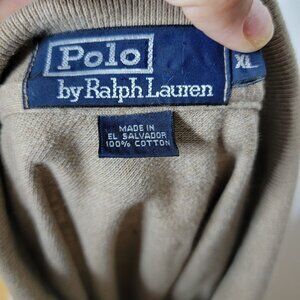 Polo
by Ralph Lauren
XL
MADE IN
EL SALVADOR
100% COTTON